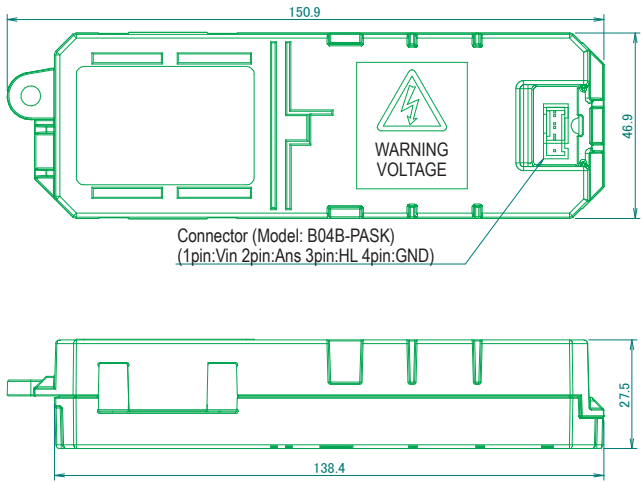 150.9
46.9
WARNING
VOLTAGE
Connector (Model: B04B-PASK)
(1pin:Vin 2pin:Ans 3pin:HL 4pin:GND)
27.5
138.4